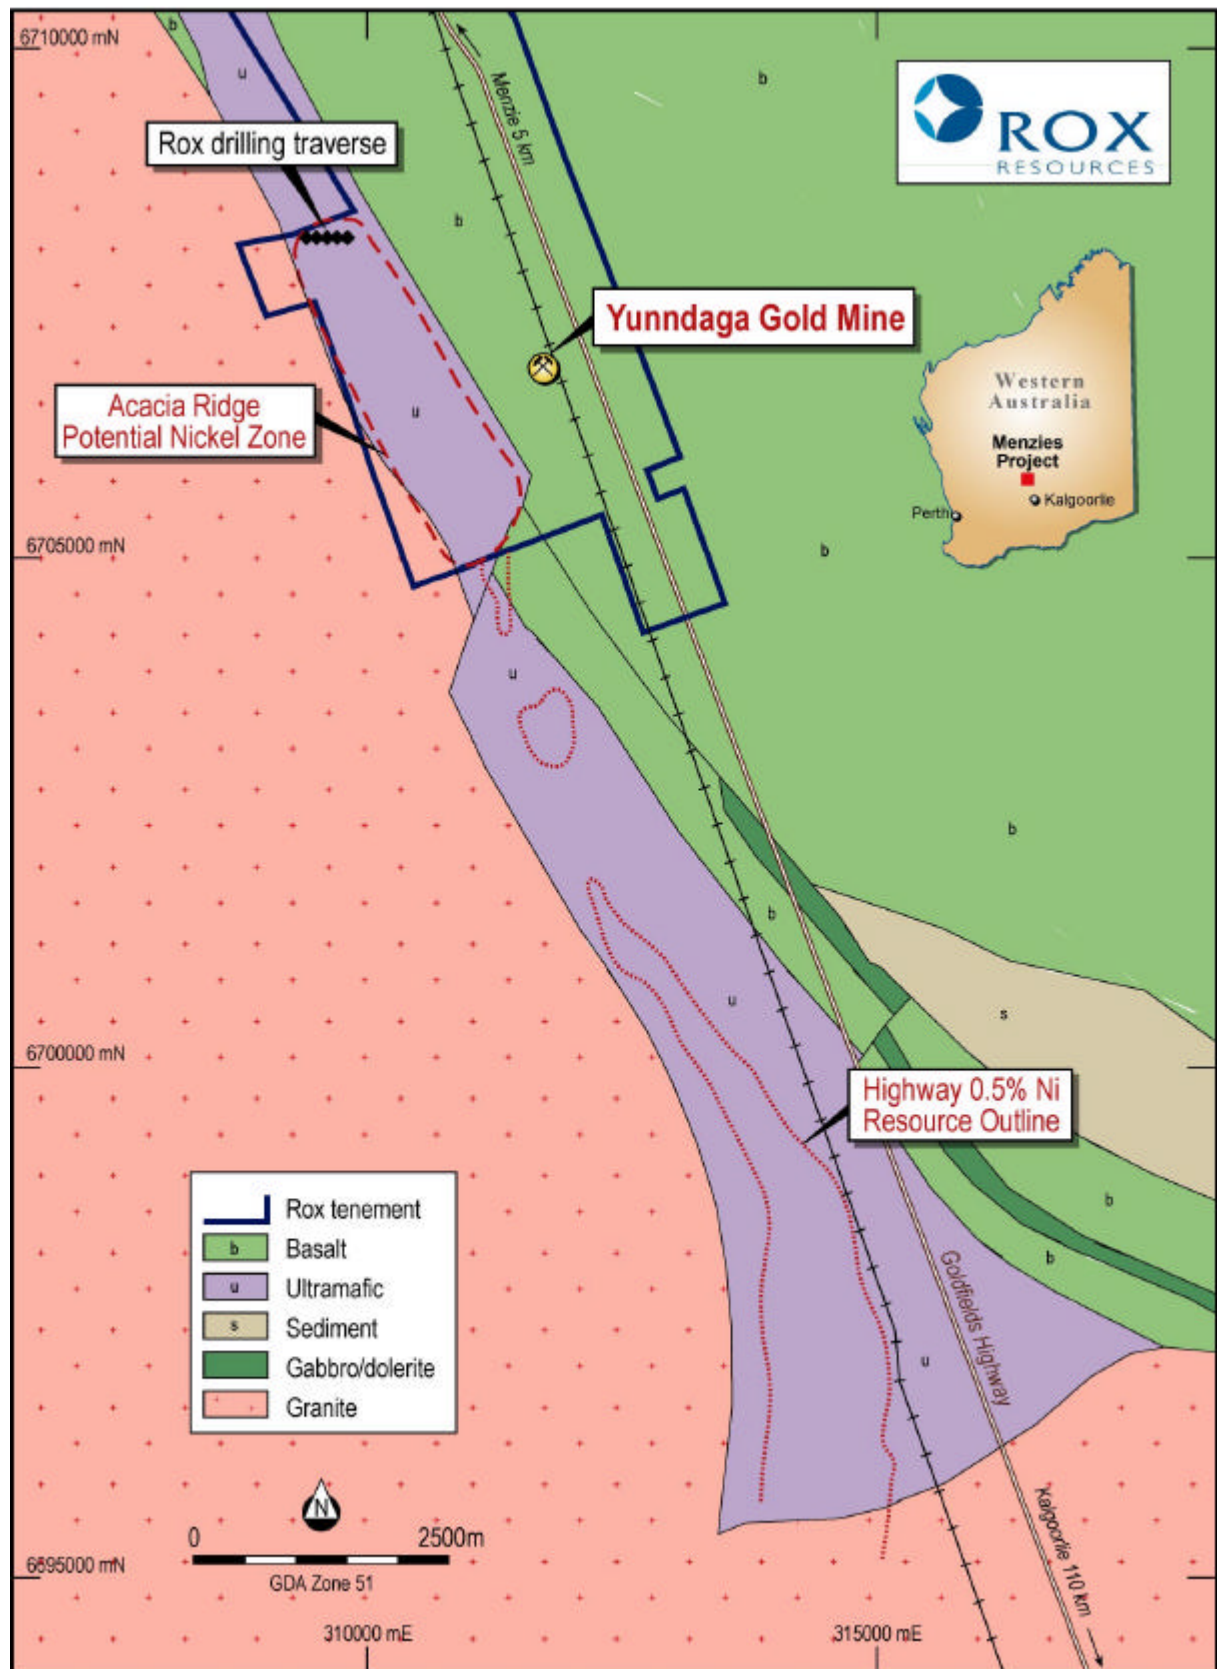 6710000 mN
b
u
b
Menzie 5 km
ROX
RESOURCES
Rox drilling traverse
b
Yunndaga Gold Mine
Western
Australia
Menzies
Project
Kalgoorlie
Perth
Acacia Ridge
Potential Nickel Zone
u
6705000 mN
b
u
b
b
u
s
6700000 mN
Highway 0.5% Ni
Resource Outline
b
b
Goldfields Highway
u
Rox tenement
b Basalt
u Ultramafic
s Sediment
Gabbro/dolerite
Granite
N
0 2500m
GDA Zone 51
6695000 mN
Kalgoorlie 110 km
310000 mE
315000 mE